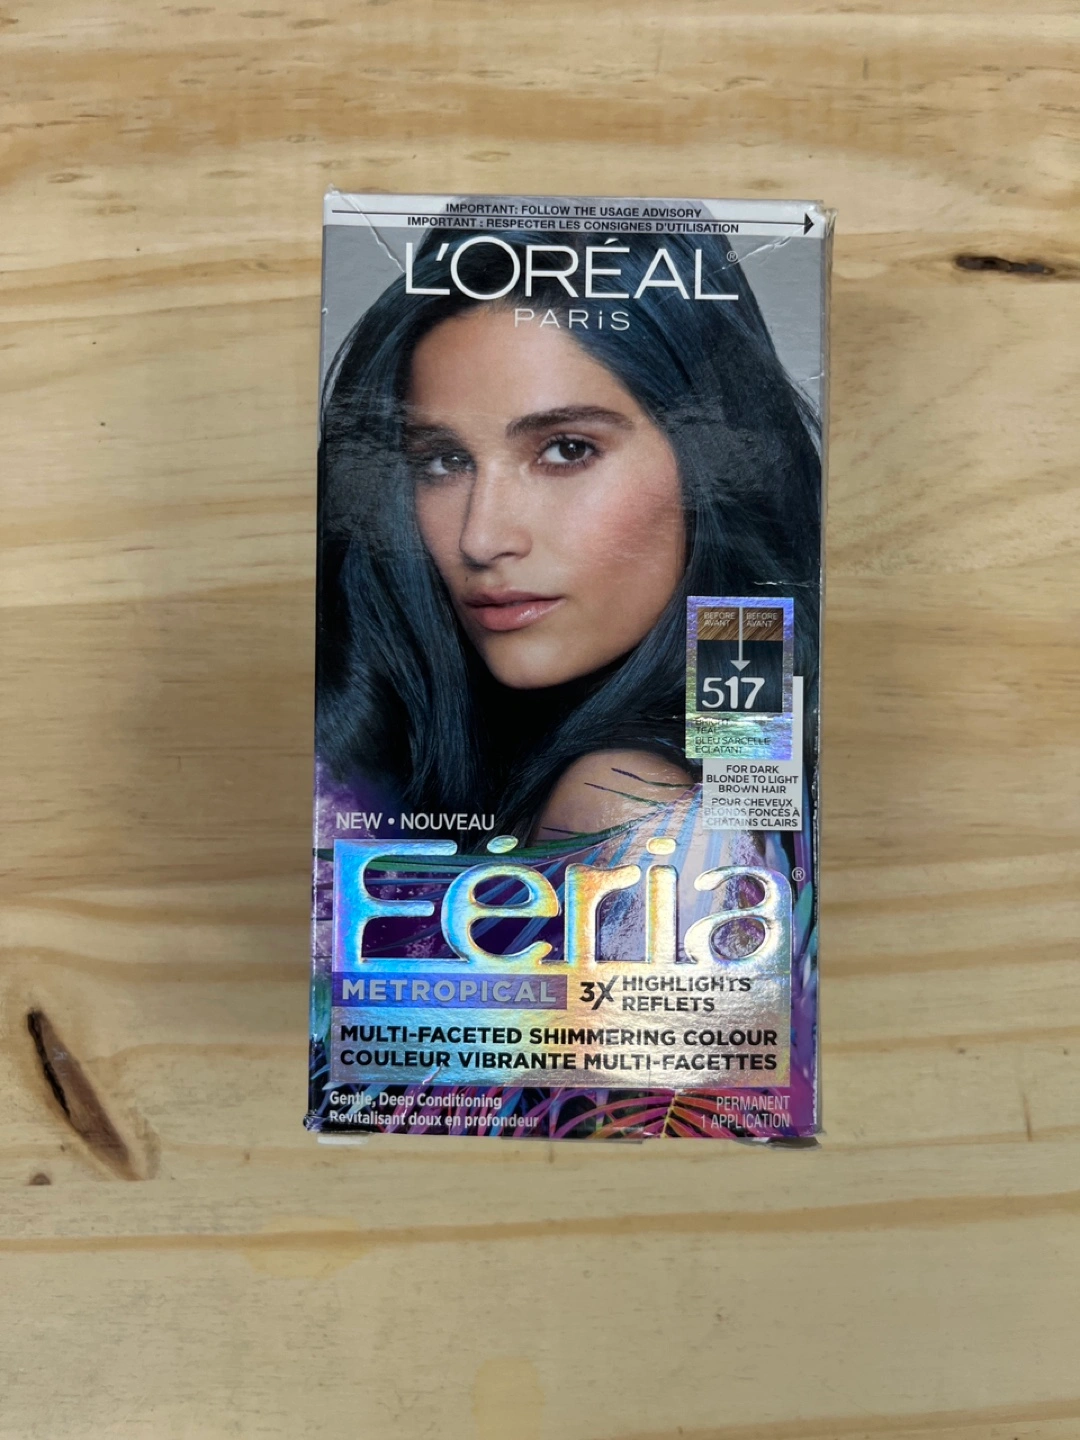 IMPORTANT: FOLLOW THE USAGE ADVISORY
IMPORTANT : RESPECTER LES CONSIGNES D'UTILISATION
L'ORÉAL®
PARiS
BEFORE BEFORE
AVANT AVANT
517
BRIGHT
TEAL
BLEU SARCELLE
ÉCLATANT
FOR DARK
BLONDE TO LIGHT
BROWN HAIR
POUR CHEVEUX
BLONDS FONCÉS À
CHÂTAINS CLAIRS
NEW • NOUVEAU
Féria®
METROPICAL
3X HIGHLIGHTS
REFLETS
MULTI-FACETED SHIMMERING COLOUR
COULEUR VIBRANTE MULTI-FACETTES
Gentle, Deep Conditioning
Revitalisant doux en profondeur
PERMANENT
1 APPLICATION